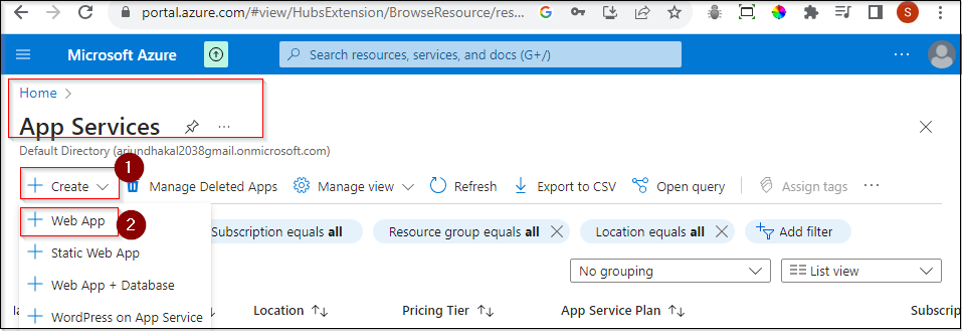 portal.azure.com/#view/HubsExtension/BrowseResource/res...
S
Microsoft Azure
Search resources, services, and docs (G+/)
Home
App Services
Default Directory (arjundhakal2038gmail.onmicrosoft.com)
1
Create
Manage Deleted Apps
Manage view
Refresh
Export to CSV
Open query
Assign tags
Web App
2
Subscription equals all
Resource group equals all
Location equals all
Add filter
Static Web App
No grouping
List view
Web App + Database
Location
Pricing Tier
App Service Plan
Subscrip
WordPress on App Service